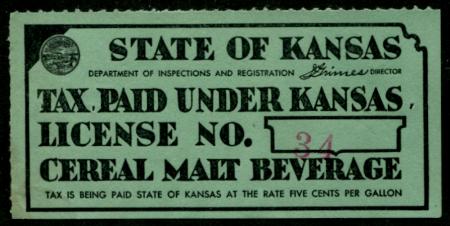 STATE OF KANSAS
DEPARTMENT OF INSPECTIONS AND REGISTRATION JGrimes DIRECTOR
TAX PAID UNDER KANSAS
LICENSE NO. 34
CEREAL MALT BEVERAGE
TAX IS BEING PAID STATE OF KANSAS AT THE RATE FIVE CENTS PER GALLON